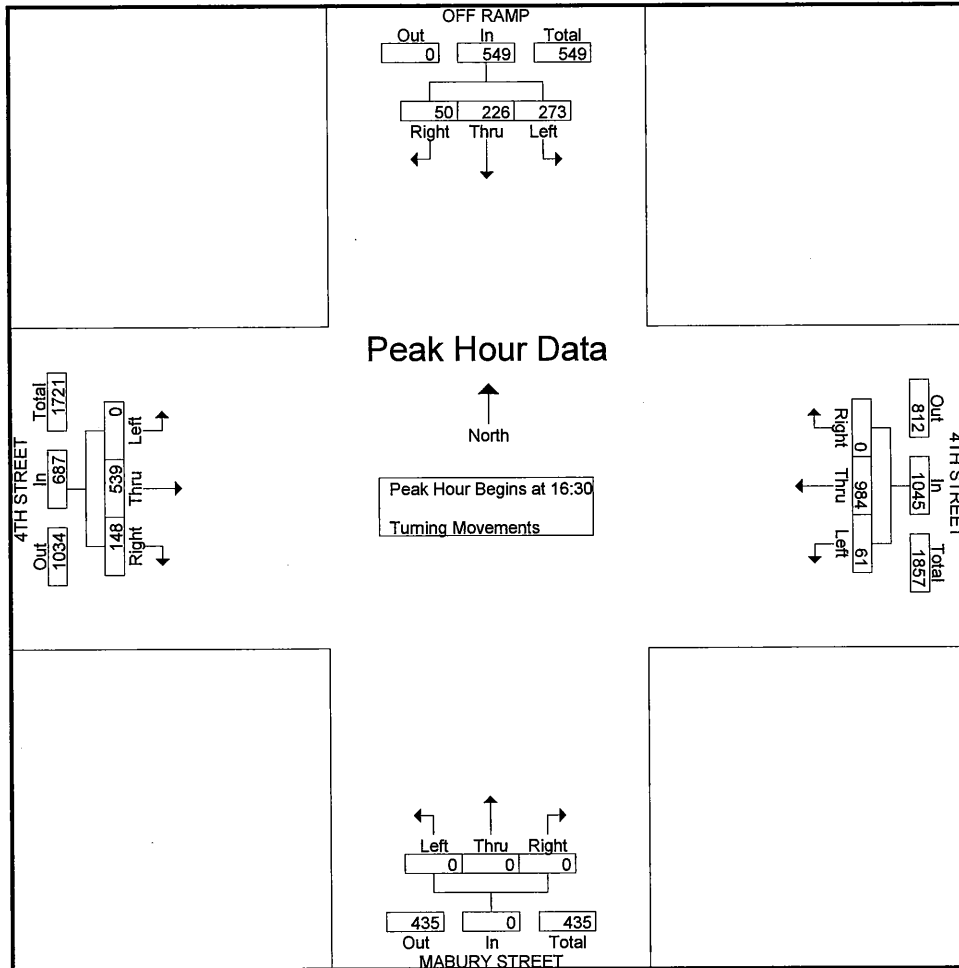 OFF RAMP
Out In Total
0 549 549
50 226 273
Right Thru Left
Peak Hour Data
North
Peak Hour Begins at 16:30
Turning Movements
4TH STREET
Out In Total
1034 687 1721
148 539 0
Right Thru Left
4TH STREET
Out In Total
812 1045 1857
0 984 61
Right Thru Left
Left Thru Right
0 0 0
435 0 435
Out In Total
MABURY STREET